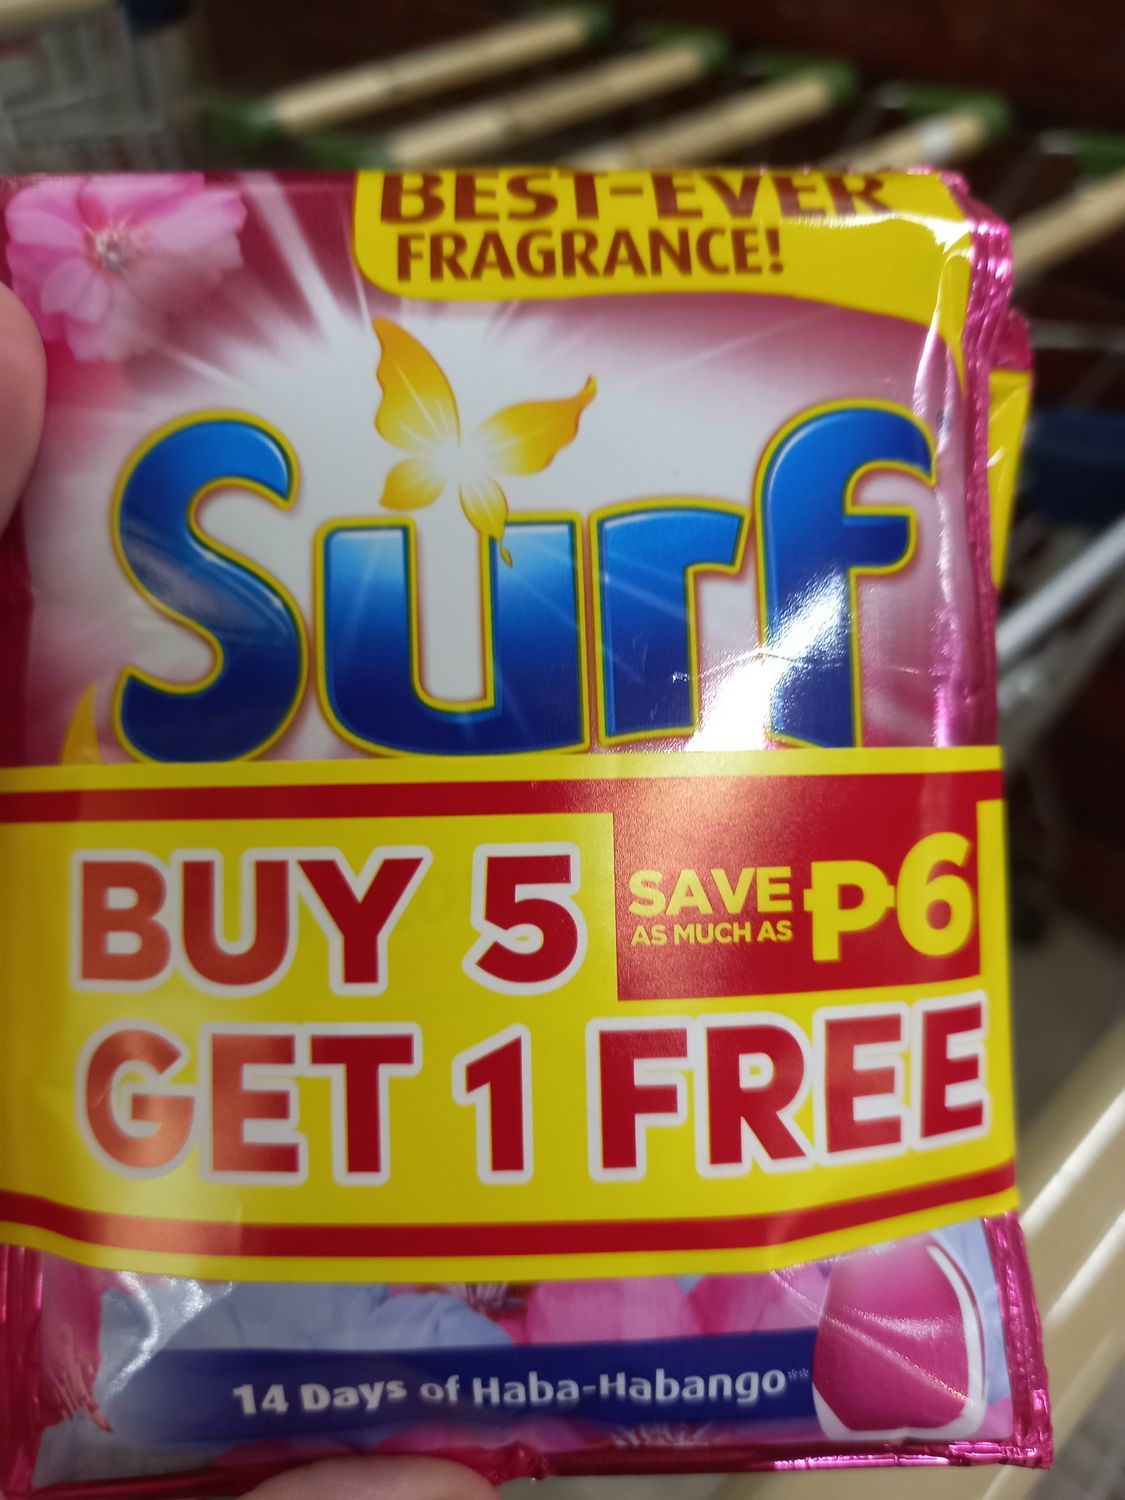 BEST-EVER
FRAGRANCE!
Surf
BUY 5
SAVE
AS MUCH AS
₱6
GET 1 FREE
14 Days of Haba-Habango**